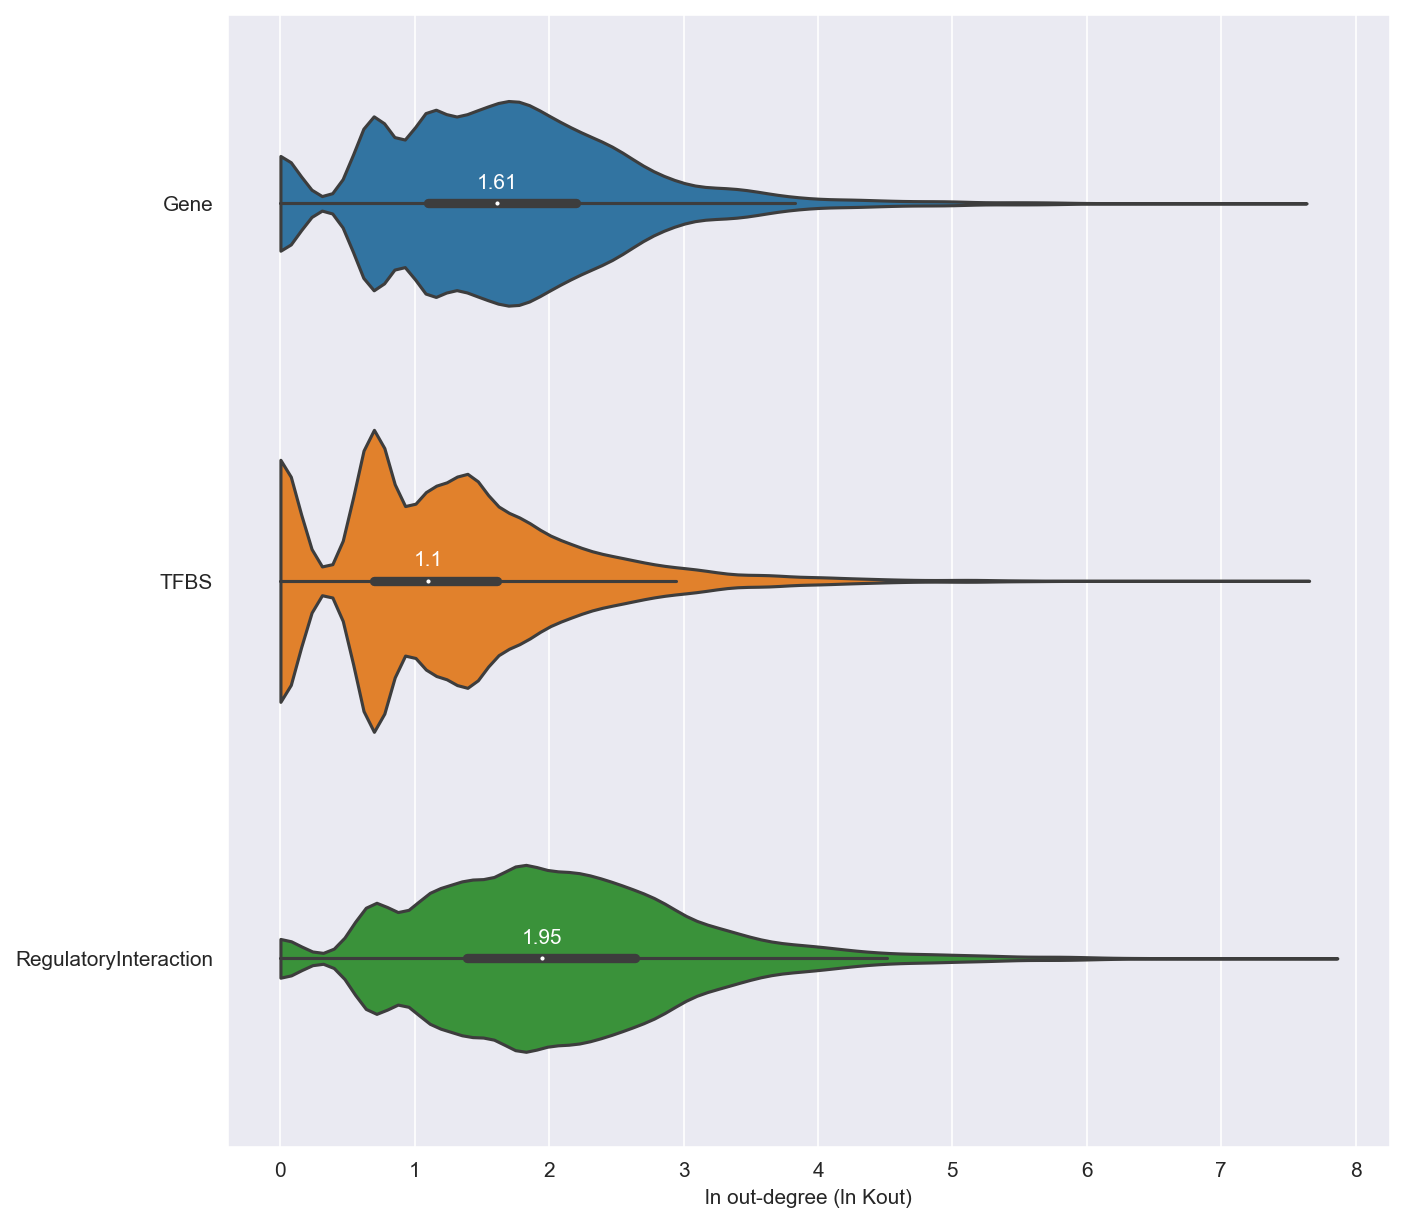 1.61
Gene
1.1
TFBS
1.95
RegulatoryInteraction
0 1 2 3 4 5 6 7 8
ln out-degree (ln Kout)